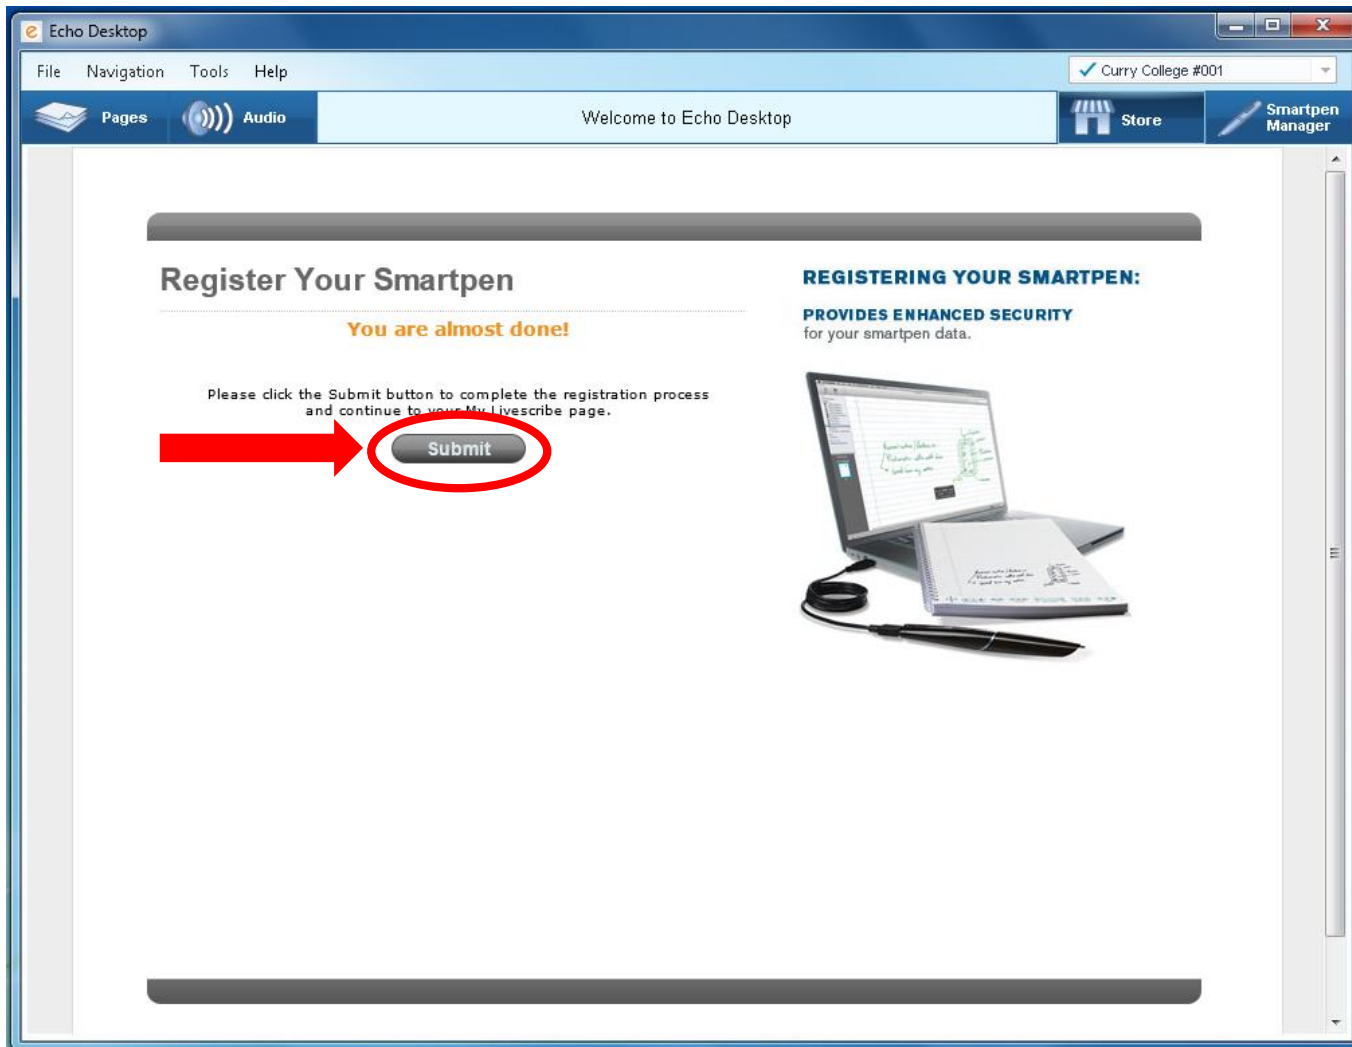 Echo Desktop
File Navigation Tools Help
Curry College #001
Pages Audio
Welcome to Echo Desktop
Store
Smartpen
Manager
Register Your Smartpen
You are almost done!
Please click the Submit button to complete the registration process
and continue to your My Livescribe page.
Submit
REGISTERING YOUR SMARTPEN:
PROVIDES ENHANCED SECURITY
for your smartpen data.